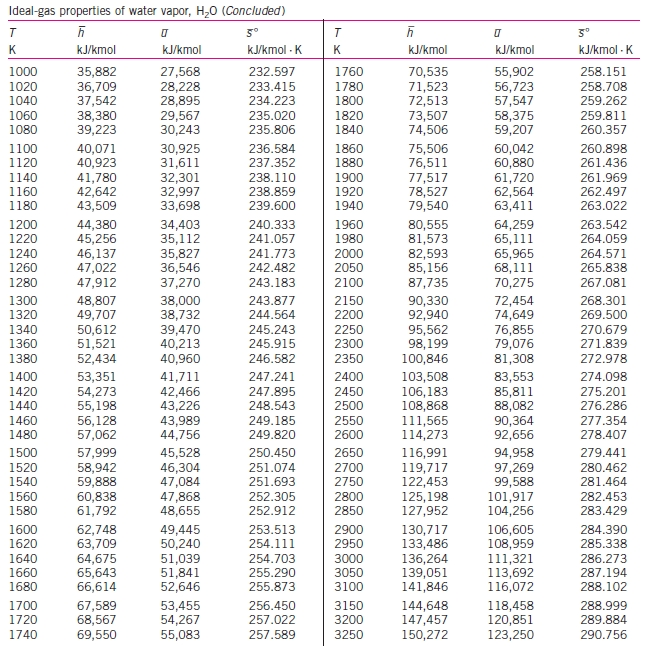 Ideal-gas properties of water vapor, H₂O (Concluded)
T h̄ ū s̄° T h̄ ū s̄°
K kJ/kmol kJ/kmol kJ/kmol · K K kJ/kmol kJ/kmol kJ/kmol · K
1000 35,882 27,568 232.597 1760 70,535 55,902 258.151
1020 36,709 28,228 233.415 1780 71,523 56,723 258.708
1040 37,542 28,895 234.223 1800 72,513 57,547 259.262
1060 38,380 29,567 235.020 1820 73,507 58,375 259.811
1080 39,223 30,243 235.806 1840 74,506 59,207 260.357
1100 40,071 30,925 236.584 1860 75,506 60,042 260.898
1120 40,923 31,611 237.352 1880 76,511 60,880 261.436
1140 41,780 32,301 238.110 1900 77,517 61,720 261.969
1160 42,642 32,997 238.859 1920 78,527 62,564 262.497
1180 43,509 33,698 239.600 1940 79,540 63,411 263.022
1200 44,380 34,403 240.333 1960 80,555 64,259 263.542
1220 45,256 35,112 241.057 1980 81,573 65,111 264.059
1240 46,137 35,827 241.773 2000 82,593 65,965 264.571
1260 47,022 36,546 242.482 2050 85,156 68,111 265.838
1280 47,912 37,270 243.183 2100 87,735 70,275 267.081
1300 48,807 38,000 243.877 2150 90,330 72,454 268.301
1320 49,707 38,732 244.564 2200 92,940 74,649 269.500
1340 50,612 39,470 245.243 2250 95,562 76,855 270.679
1360 51,521 40,213 245.915 2300 98,199 79,076 271.839
1380 52,434 40,960 246.582 2350 100,846 81,308 272.978
1400 53,351 41,711 247.241 2400 103,508 83,553 274.098
1420 54,273 42,466 247.895 2450 106,183 85,811 275.201
1440 55,198 43,226 248.543 2500 108,868 88,082 276.286
1460 56,128 43,989 249.185 2550 111,565 90,364 277.354
1480 57,062 44,756 249.820 2600 114,273 92,656 278.407
1500 57,999 45,528 250.450 2650 116,991 94,958 279.441
1520 58,942 46,304 251.074 2700 119,717 97,269 280.462
1540 59,888 47,084 251.693 2750 122,453 99,588 281.464
1560 60,838 47,868 252.305 2800 125,198 101,917 282.453
1580 61,792 48,655 252.912 2850 127,952 104,256 283.429
1600 62,748 49,445 253.513 2900 130,717 106,605 284.390
1620 63,709 50,240 254.111 2950 133,486 108,959 285.338
1640 64,675 51,039 254.703 3000 136,264 111,321 286.273
1660 65,643 51,841 255.290 3050 139,051 113,692 287.194
1680 66,614 52,646 255.873 3100 141,846 116,072 288.102
1700 67,589 53,455 256.450 3150 144,648 118,458 288.999
1720 68,567 54,267 257.022 3200 147,457 120,851 289.884
1740 69,550 55,083 257.589 3250 150,272 123,250 290.756